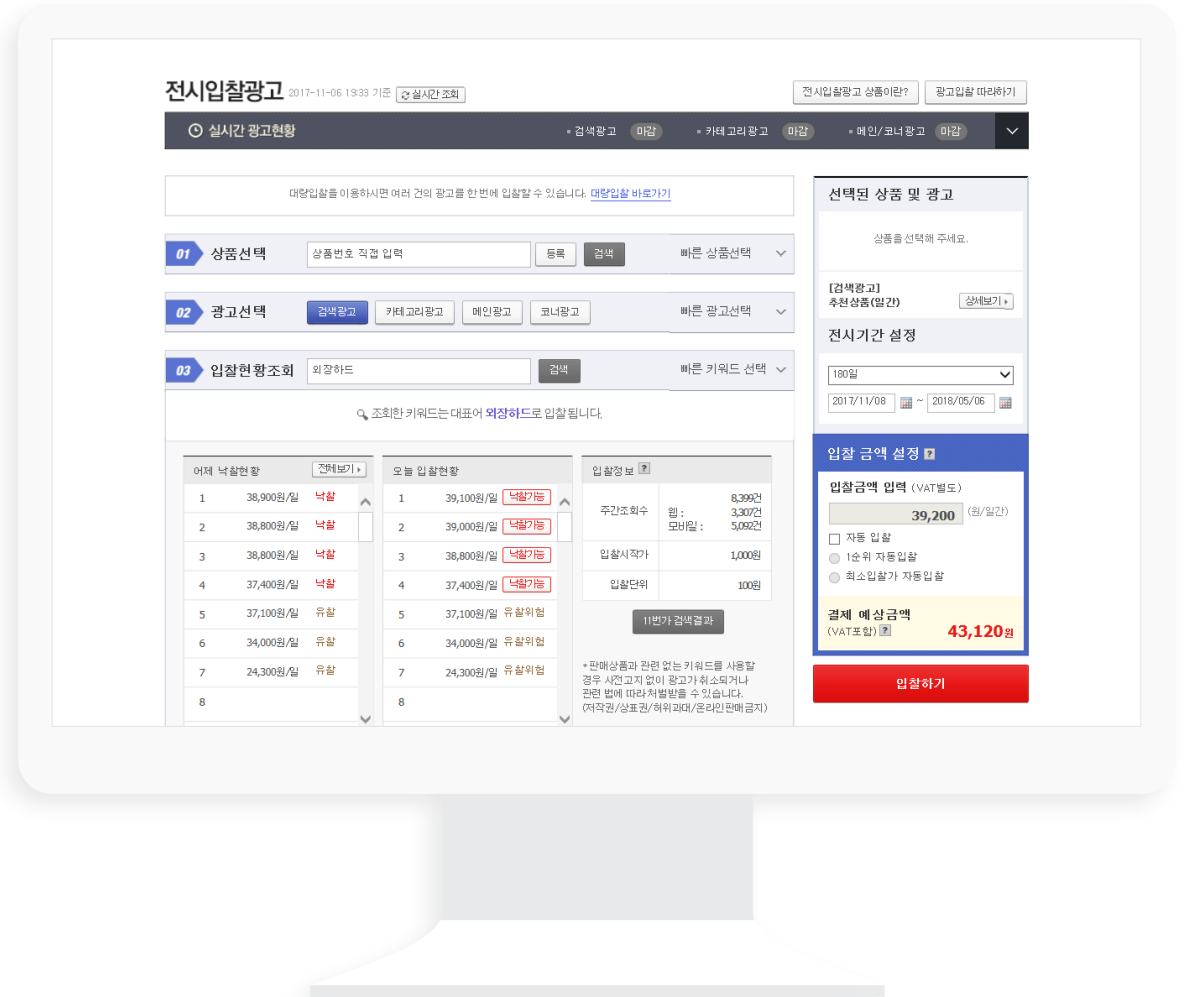 전시입찰광고 2017-11-06 19:33 기준 실시간 조회 전시입찰광고 상품이란? 광고입찰 따라하기
실시간 광고현황 검색광고 마감 카테고리광고 마감 메인/코너광고 마감
대량입찰을 이용하시면 여러 건의 광고를 한 번에 입찰할 수 있습니다. 대량입찰 바로가기
01 상품선택 상품번호 직접 입력 등록 검색 빠른 상품선택
02 광고선택 검색광고 카테고리광고 메인광고 코너광고 빠른 광고선택
03 입찰현황조회 외장하드 검색 빠른 키워드 선택
조회한 키워드는 대표어 외장하드로 입찰 됩니다.
어제 낙찰현황 전체보기
1 38,900원/일 낙찰
2 38,800원/일 낙찰
3 38,800원/일 낙찰
4 37,400원/일 낙찰
5 37,100원/일 유찰
6 34,000원/일 유찰
7 24,300원/일 유찰
8
오늘 입찰현황
1 39,100원/일 낙찰가능
2 39,000원/일 낙찰가능
3 38,800원/일 낙찰가능
4 37,400원/일 낙찰가능
5 37,100원/일 유찰위험
6 34,000원/일 유찰위험
7 24,300원/일 유찰위험
8
입찰정보 ?
주간조회수
8,399건
웹 : 3,307건
모바일 : 5,092건
입찰시작가 1,000원
입찰단위 100원
11번가 검색결과
*판매상품과 관련 없는 키워드를 사용할
경우 사전고지 없이 광고가 취소되거나
관련 법에 따라 처벌받을 수 있습니다.
(저작권/상표권/허위과대/온라인판매금지)
선택된 상품 및 광고
상품을 선택해 주세요.
[검색광고]
추천상품(일간) 상세보기
전시기간 설정
180일
2017/11/08 ~ 2018/05/06
입찰 금액 설정 ?
입찰금액 입력 (VAT별도)
39,200 (원/일간)
자동 입찰
1순위 자동입찰
최소입찰가 자동입찰
결제 예상금액
(VAT포함) ? 43,120원
입찰하기